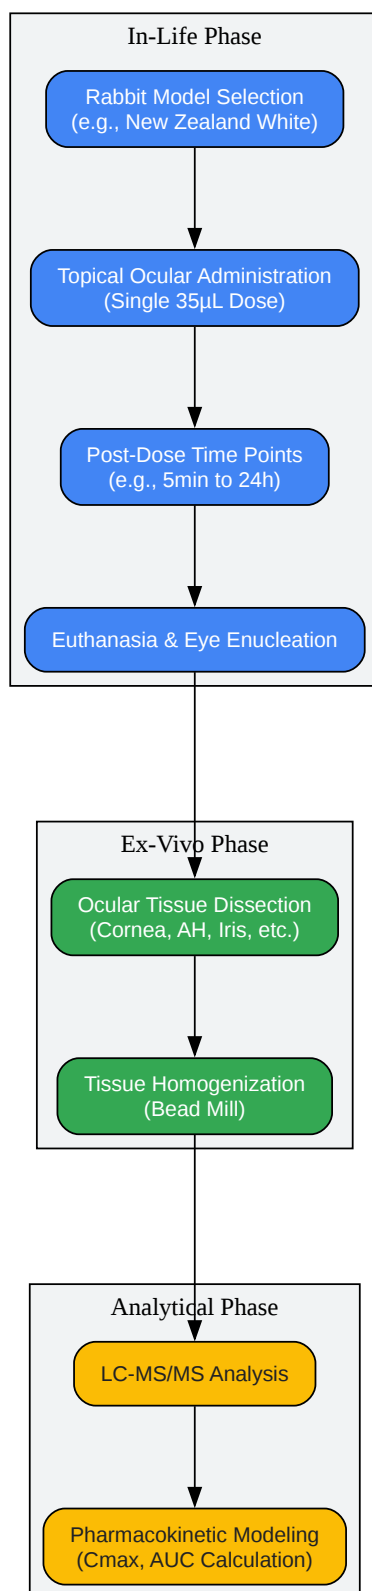 In-Life Phase
Rabbit Model Selection
(e.g., New Zealand White)
Topical Ocular Administration
(Single 35µL Dose)
Post-Dose Time Points
(e.g., 5min to 24h)
Euthanasia & Eye Enucleation
Ex-Vivo Phase
Ocular Tissue Dissection
(Cornea, AH, Iris, etc.)
Tissue Homogenization
(Bead Mill)
Analytical Phase
LC-MS/MS Analysis
Pharmacokinetic Modeling
(Cmax, AUC Calculation)